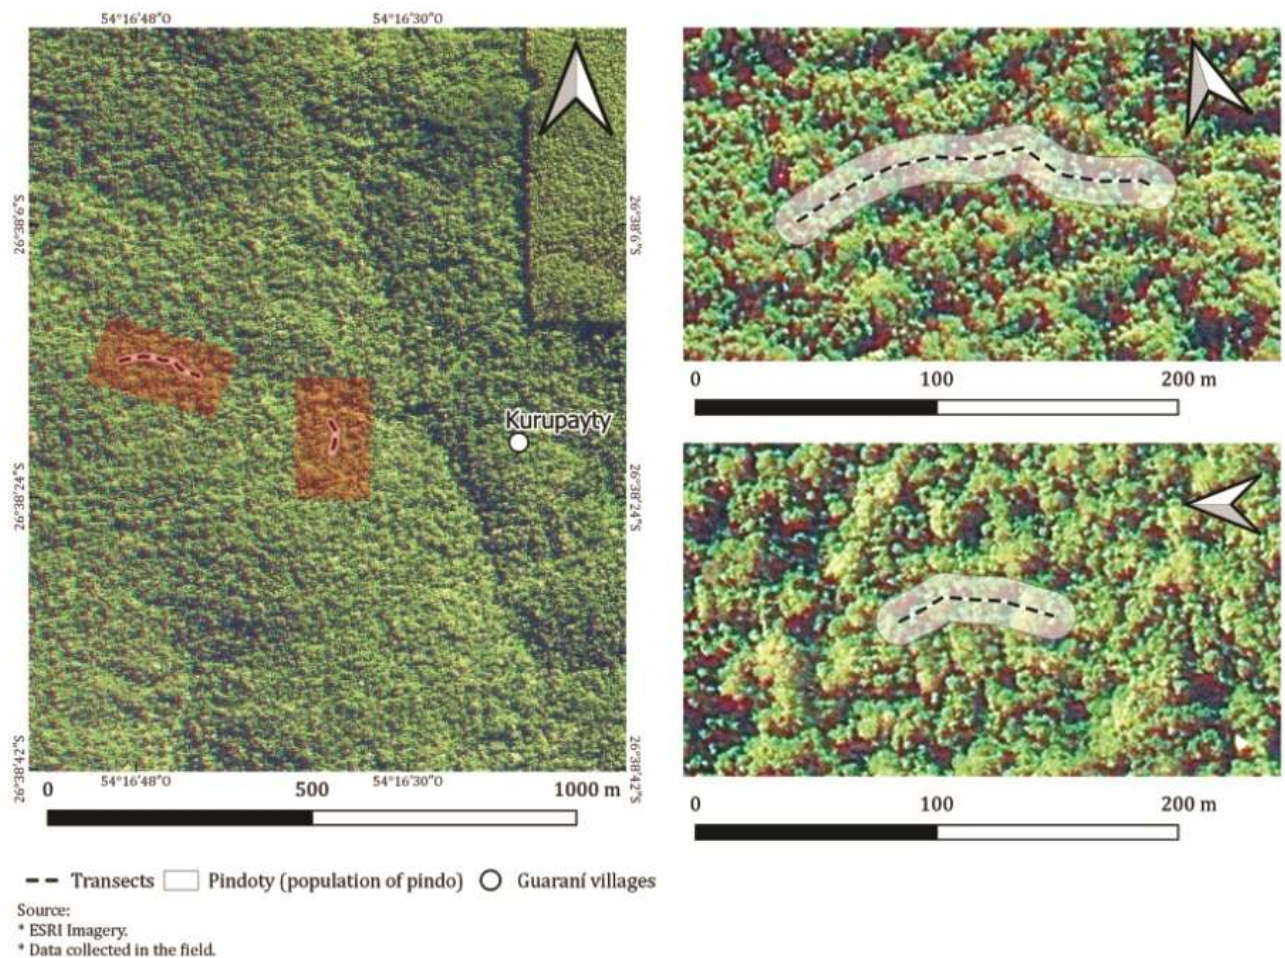 54°16'48"O 54°16'30"O
26°38'6"S 26°38'6"S
Kurupayty
26°38'24"S 26°38'24"S
26°38'42"S 26°38'42"S
54°16'48"O 54°16'30"O
0 500 1000 m
0 100 200 m
0 100 200 m
Transects Pindoty (population of pindo) Guaraní villages
Source:
* ESRI Imagery.
* Data collected in the field.